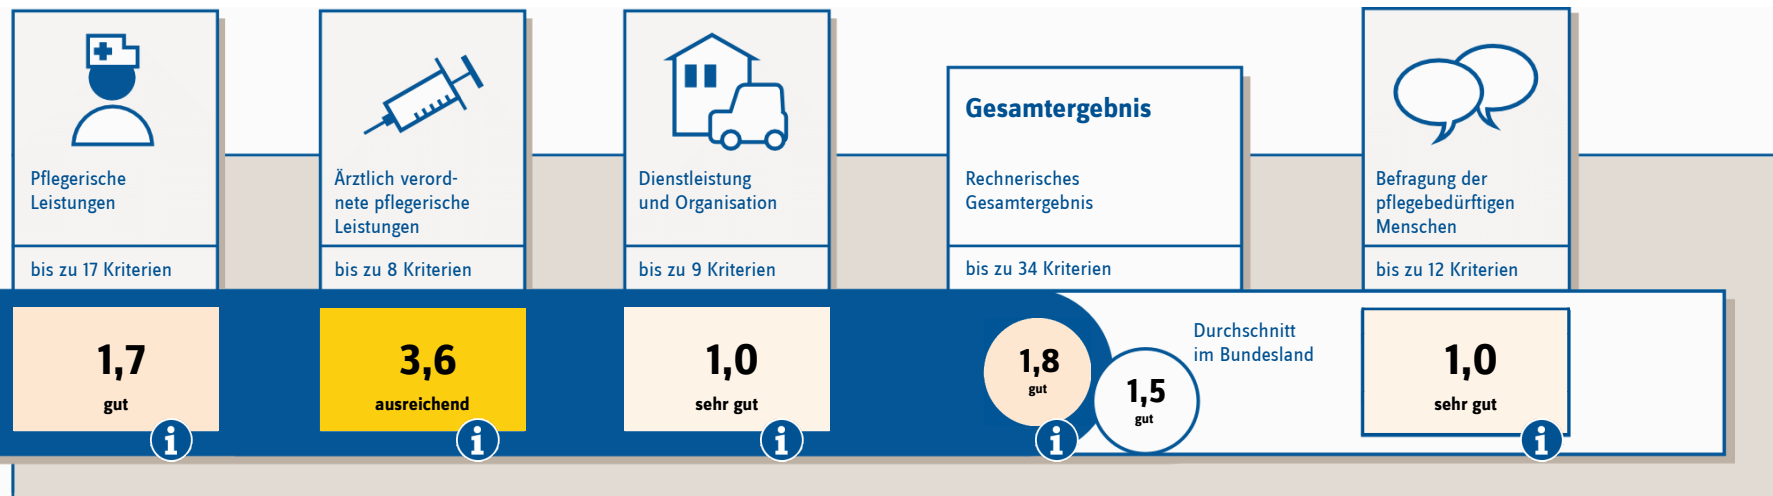 Pflegerische
Leistungen
bis zu 17 Kriterien
1,7
gut
i
Ärztlich verord-
nete pflegerische
Leistungen
bis zu 8 Kriterien
3,6
ausreichend
i
Dienstleistung
und Organisation
bis zu 9 Kriterien
1,0
sehr gut
i
Gesamtergebnis
Rechnerisches
Gesamtergebnis
bis zu 34 Kriterien
1,8
gut
i
Durchschnitt
im Bundesland
1,5
gut
Befragung der
pflegebedürftigen
Menschen
bis zu 12 Kriterien
1,0
sehr gut
i